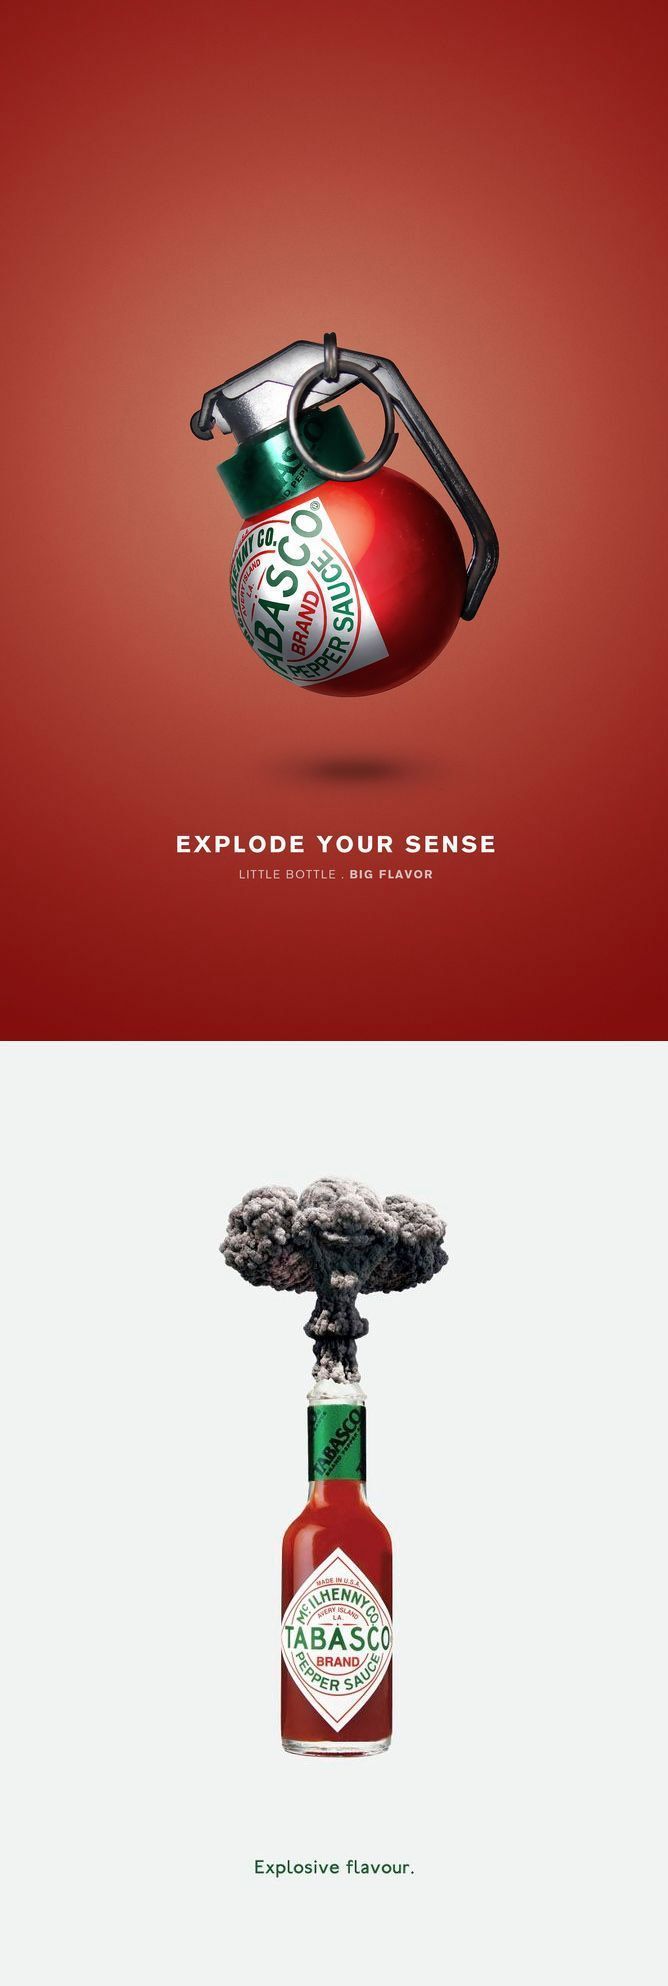 MCILHENNY CO.
AVERY ISLAND
LA.
TABASCO®
BRAND
PEPPER SAUCE
EXPLODE YOUR SENSE
LITTLE BOTTLE . BIG FLAVOR
TABASCO
MADE IN U.S.A.
McILHENNY CO.
AVERY ISLAND
LA.
TABASCO
BRAND
PEPPER SAUCE
Explosive flavour.